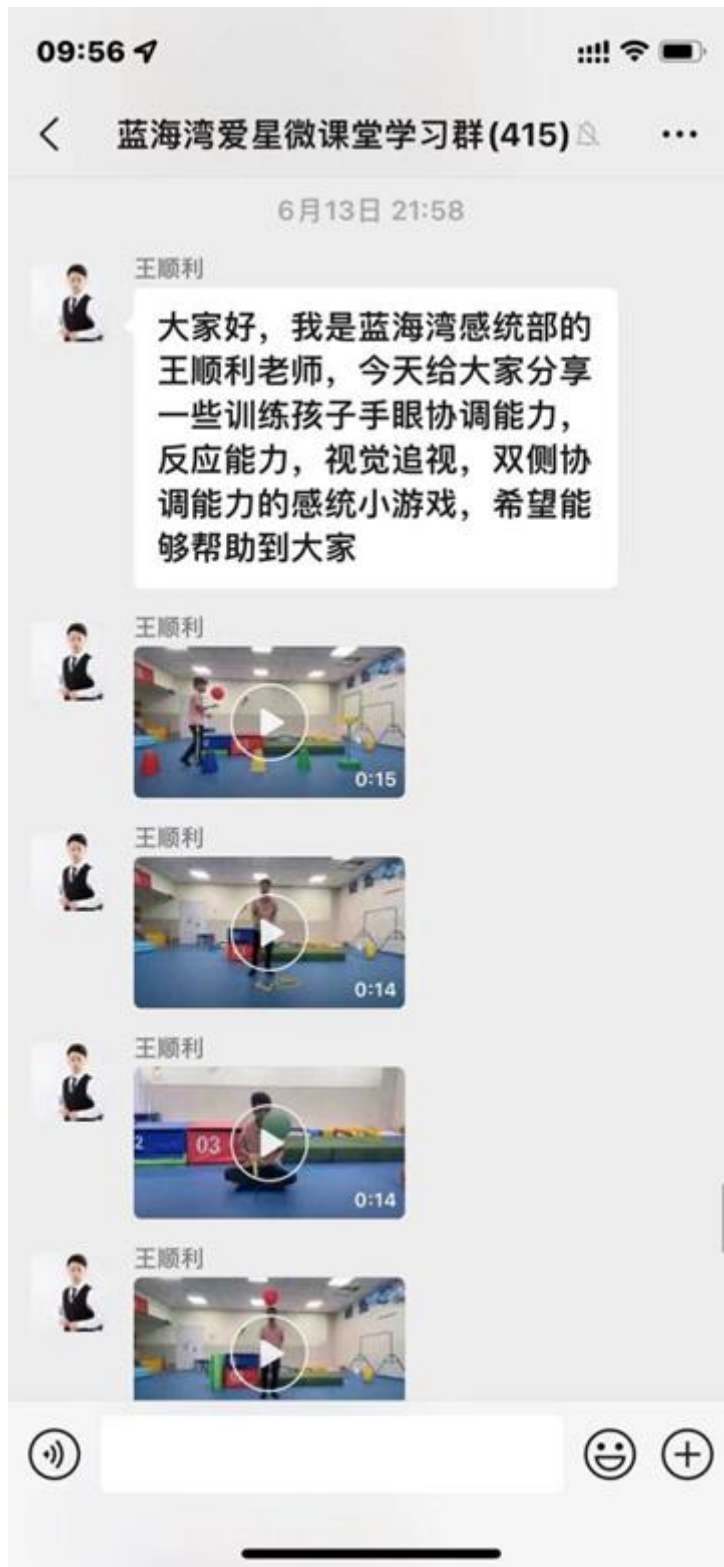 09:56
蓝海湾爱星微课堂学习群(415)
6月13日 21:58
王顺利
大家好，我是蓝海湾感统部的
王顺利老师，今天给大家分享
一些训练孩子手眼协调能力，
反应能力，视觉追视，双侧协
调能力的感统小游戏，希望能
够帮助到大家
王顺利
0:15
王顺利
0:14
王顺利
2
03
0:14
王顺利